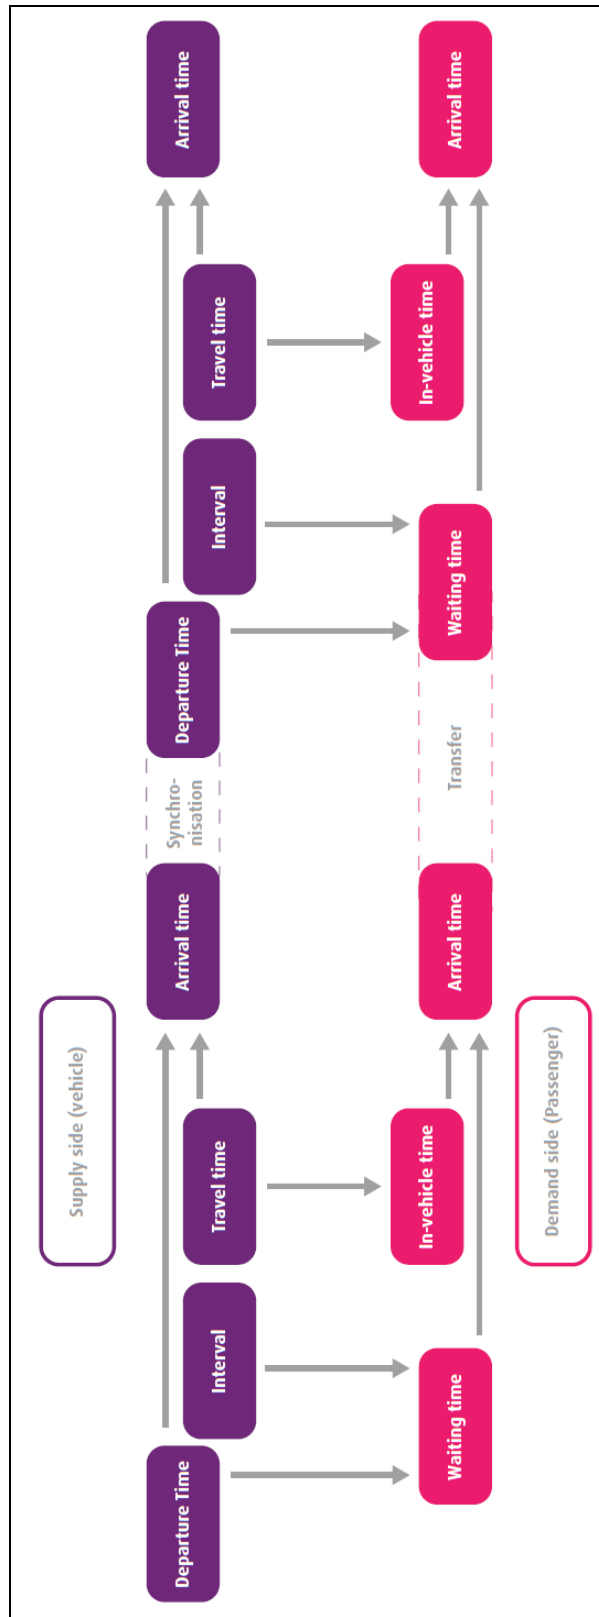 Supply side (vehicle)
Departure Time
Arrival time
Synchro-
nisation
Departure Time
Arrival time
Interval
Travel time
Interval
Travel time
In-vehicle time
In-vehicle time
Waiting time
Arrival time
Transfer
Waiting time
Arrival time
Demand side (Passenger)